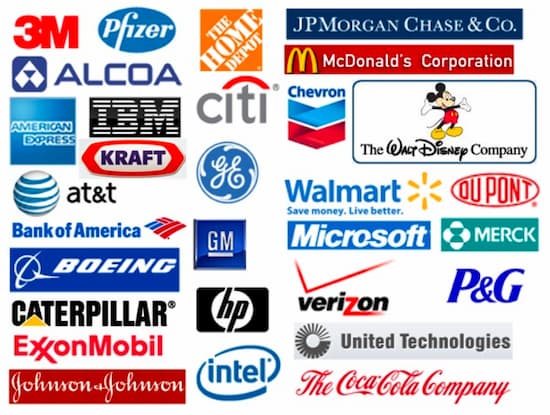 3M
Pfizer
THE
HOME
DEPOT
JPMORGAN CHASE & CO.
McDonald's Corporation
ALCOA
AMERICAN
EXPRESS
IBM
citi®
Chevron
The WALT DISNEY Company
KRAFT
GE
at&t
Walmart
Save money. Live better.
DU PONT®
Bank of America
GM
Microsoft®
MERCK
BOEING
verizon
P&G
CATERPILLAR®
hp
United Technologies
ExxonMobil
intel®
Johnson & Johnson
The Coca-Cola Company